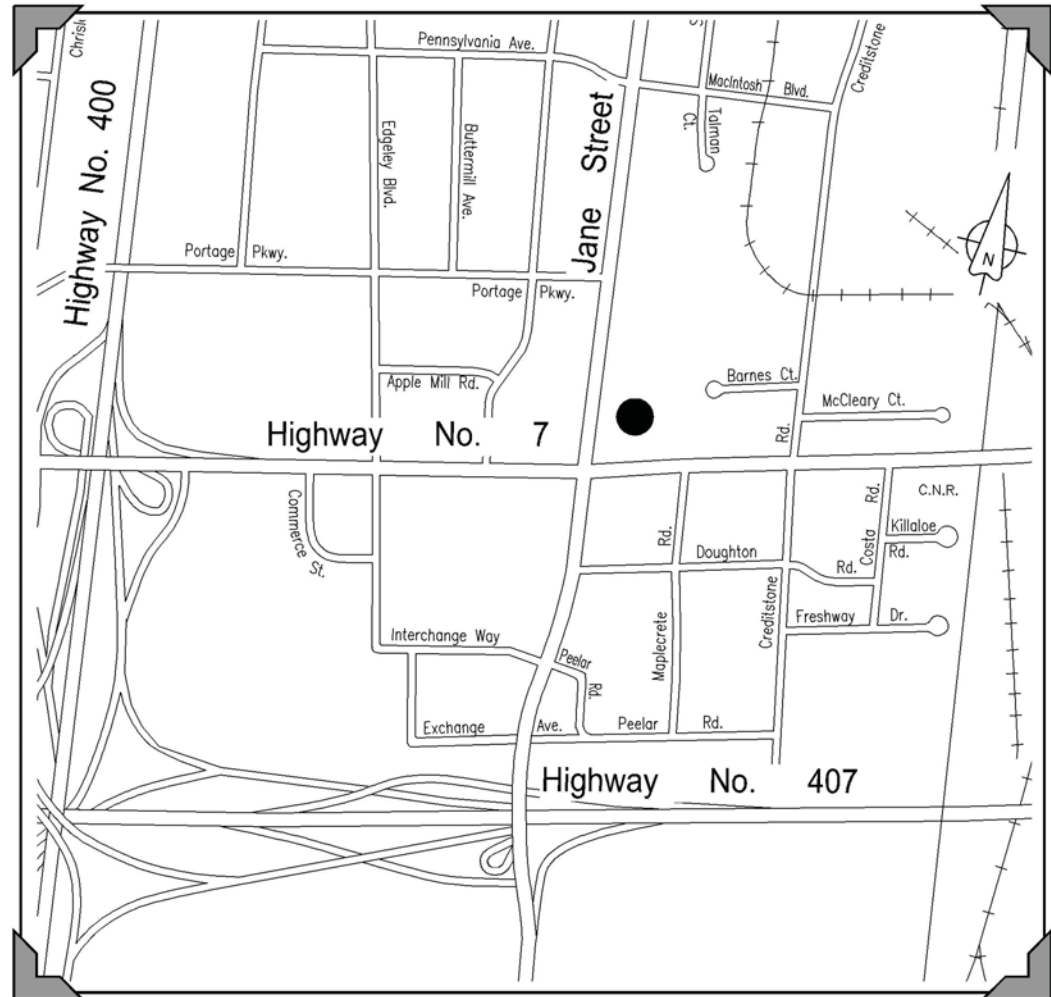 Pennsylvania Ave.
MacIntosh Blvd.
Creditstone
Highway No. 400
Edgeley Blvd.
Buttermill Ave.
Jane Street
Talman Ct.
Portage Pkwy.
N
Portage Pkwy.
Apple Mill Rd.
Barnes Ct.
McCleary Ct.
Highway No. 7
Rd.
Commerce St.
Rd.
Doughton Rd.
Costa Rd.
C.N.R.
Killaloe Rd.
Creditstone
Freshway Dr.
Interchange Way
Peelar Rd.
Maplecrete
Exchange Ave.
Peelar Rd.
Highway No. 407